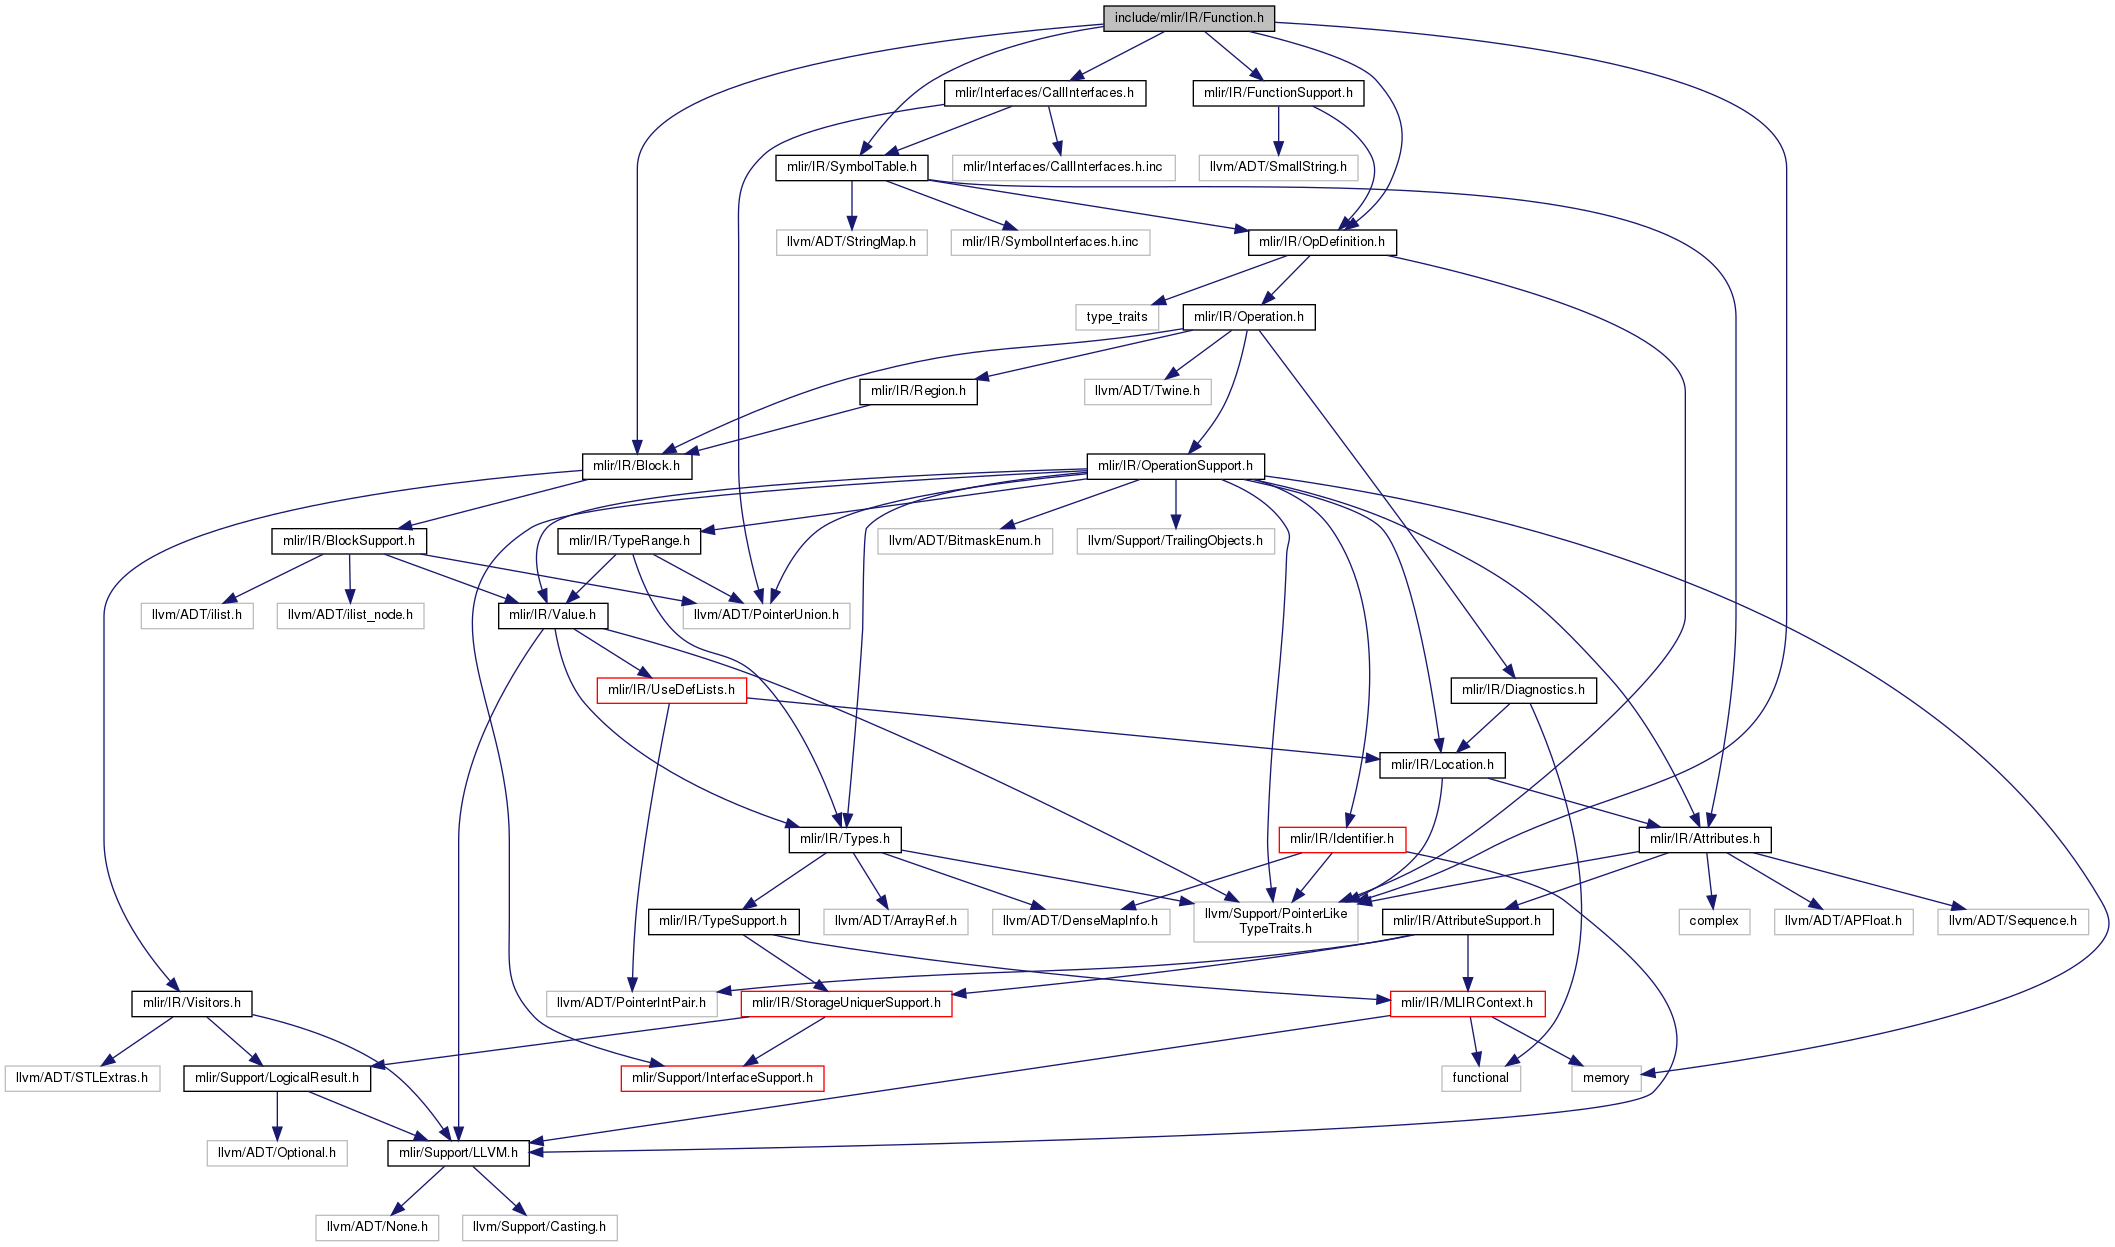 include/mlir/IR/Function.h
mlir/Interfaces/CallInterfaces.h
mlir/IR/FunctionSupport.h
mlir/IR/SymbolTable.h
mlir/Interfaces/CallInterfaces.h.inc
llvm/ADT/SmallString.h
llvm/ADT/StringMap.h
mlir/IR/SymbolInterfaces.h.inc
mlir/IR/OpDefinition.h
type_traits
mlir/IR/Operation.h
mlir/IR/Region.h
llvm/ADT/Twine.h
mlir/IR/Block.h
mlir/IR/OperationSupport.h
mlir/IR/BlockSupport.h
mlir/IR/TypeRange.h
llvm/ADT/BitmaskEnum.h
llvm/Support/TrailingObjects.h
llvm/ADT/ilist.h
llvm/ADT/ilist_node.h
mlir/IR/Value.h
llvm/ADT/PointerUnion.h
mlir/IR/UseDefLists.h
mlir/IR/Diagnostics.h
mlir/IR/Location.h
mlir/IR/Types.h
mlir/IR/Identifier.h
mlir/IR/Attributes.h
mlir/IR/TypeSupport.h
llvm/ADT/ArrayRef.h
llvm/ADT/DenseMapInfo.h
llvm/Support/PointerLike
TypeTraits.h
mlir/IR/AttributeSupport.h
complex
llvm/ADT/APFloat.h
llvm/ADT/Sequence.h
mlir/IR/Visitors.h
llvm/ADT/PointerIntPair.h
mlir/IR/StorageUniquerSupport.h
mlir/IR/MLIRContext.h
llvm/ADT/STLExtras.h
mlir/Support/LogicalResult.h
mlir/Support/InterfaceSupport.h
functional
memory
llvm/ADT/Optional.h
mlir/Support/LLVM.h
llvm/ADT/None.h
llvm/Support/Casting.h